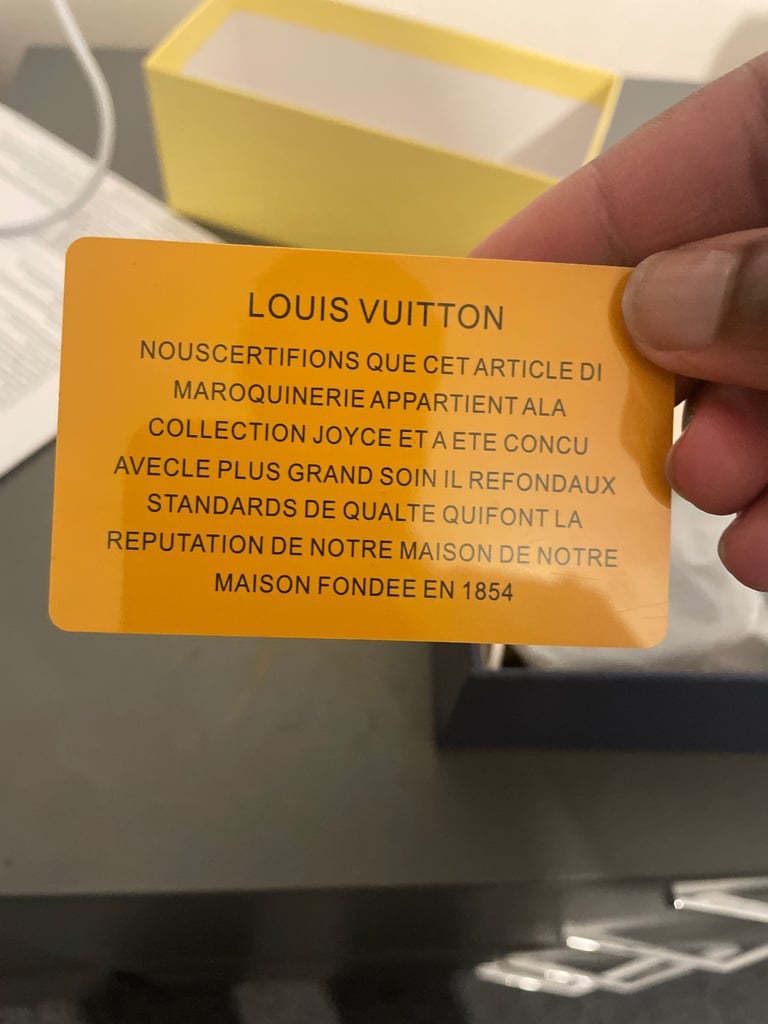 LOUIS VUITTON
NOUSCERTIFIONS QUE CET ARTICLE DI
MAROQUINERIE APPARTIENT ALA
COLLECTION JOYCE ET A ETE CONCU
AVECLE PLUS GRAND SOIN IL REFONDAUX
STANDARDS DE QUALTE QUIFONT LA
REPUTATION DE NOTRE MAISON DE NOTRE
MAISON FONDEE EN 1854